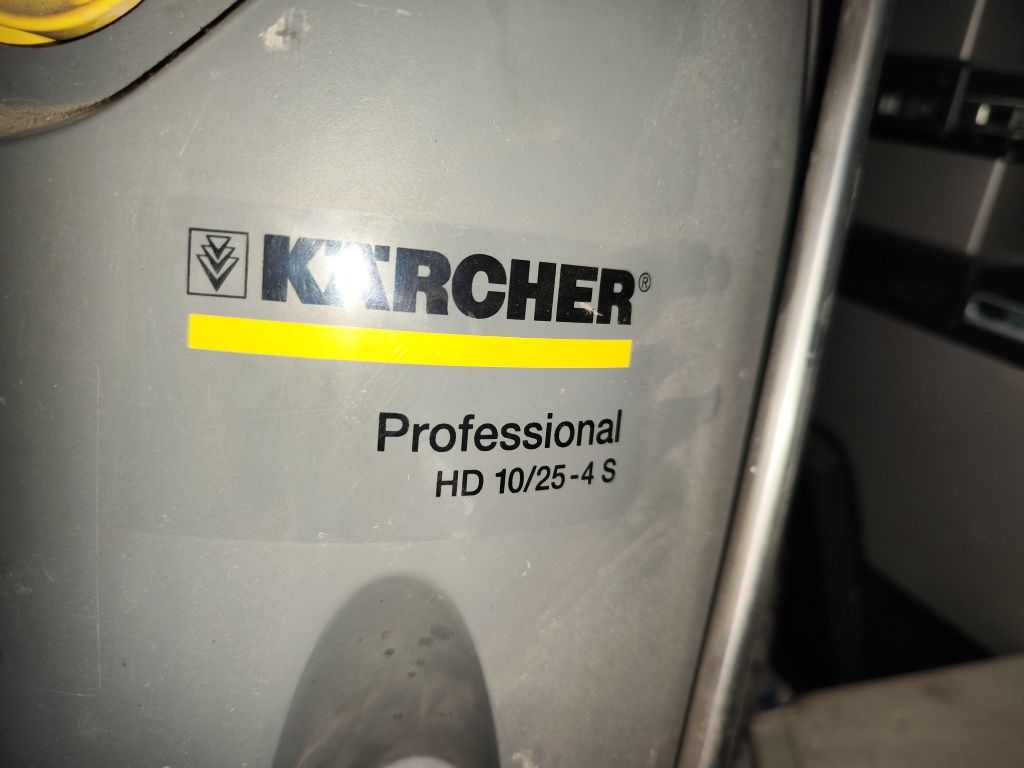 KÄRCHER®
Professional
HD 10/25-4 S